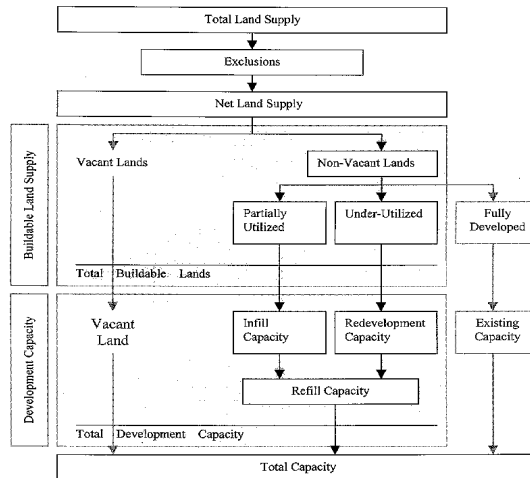 Total Land Supply
Exclusions
Net Land Supply
Buildable Land Supply
Vacant Lands
Non-Vacant Lands
Partially
Utilized
Under-Utilized
Fully
Developed
Total Buildable Lands
Development Capacity
Vacant
Land
Infill
Capacity
Redevelopment
Capacity
Existing
Capacity
Refill Capacity
Total Development Capacity
Total Capacity